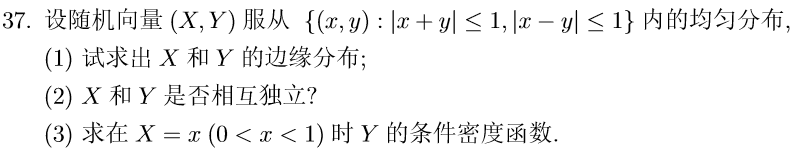 37. 设随机向量 (X, Y) 服从 {(x, y) : |x + y| ≤ 1, |x − y| ≤ 1} 内的均匀分布,
(1) 试求出 X 和 Y 的边缘分布;
(2) X 和 Y 是否相互独立?
(3) 求在 X = x (0 < x < 1) 时 Y 的条件密度函数.